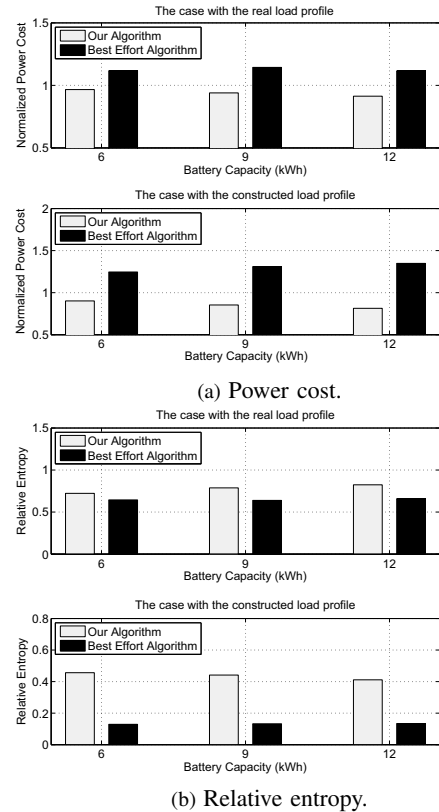 The case with the real load profile
Normalized Power Cost
1.5
1
0.5
Our Algorithm
Best Effort Algorithm
6
9
12
Battery Capacity (kWh)
The case with the constructed load profile
Normalized Power Cost
2
1.5
1
0.5
Our Algorithm
Best Effort Algorithm
6
9
12
Battery Capacity (kWh)
(a) Power cost.
The case with the real load profile
Relative Entropy
1.5
1
0.5
0
Our Algorithm
Best Effort Algorithm
6
9
12
Battery Capacity (kWh)
The case with the constructed load profile
Relative Entropy
0.8
0.6
0.4
0.2
0
Our Algorithm
Best Effort Algorithm
6
9
12
Battery Capacity (kWh)
(b) Relative entropy.